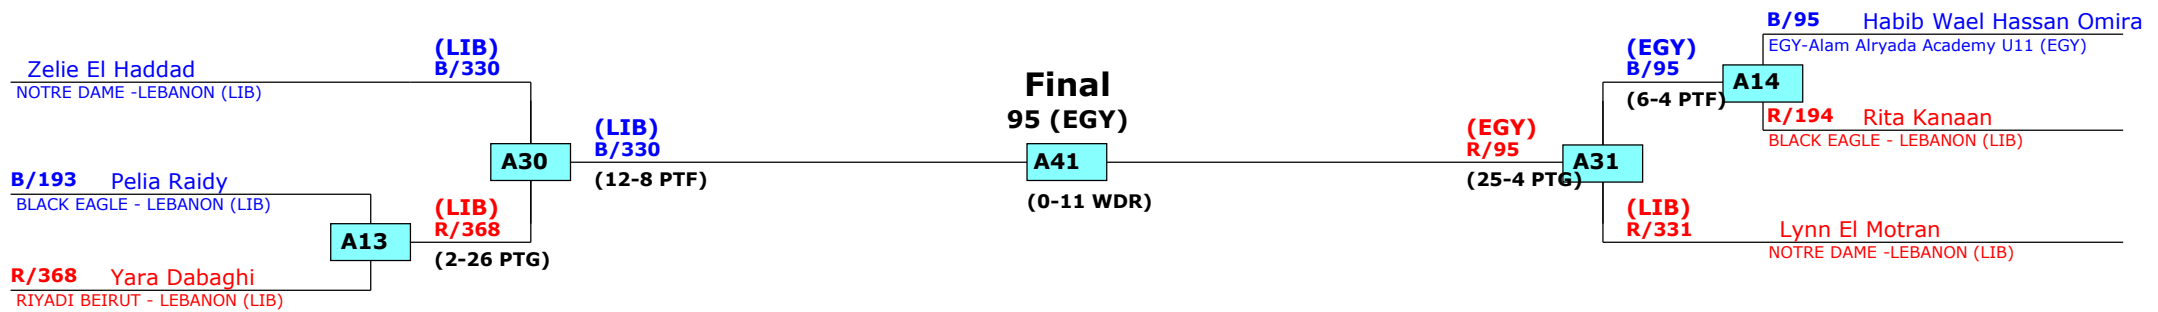 (LIB)
B/330
Zelie El Haddad
NOTRE DAME -LEBANON (LIB)
B/193 Pelia Raidy
BLACK EAGLE - LEBANON (LIB)
A13
R/368 Yara Dabaghi
RIYADI BEIRUT - LEBANON (LIB)
(LIB)
R/368
(2-26 PTG)
A30
(LIB)
B/330
(12-8 PTF)
Final
95 (EGY)
A41
(0-11 WDR)
(EGY)
R/95
(25-4 PTG)
A31
(EGY)
B/95
(6-4 PTF)
A14
B/95 Habib Wael Hassan Omira
EGY-Alam Alryada Academy U11 (EGY)
R/194 Rita Kanaan
BLACK EAGLE - LEBANON (LIB)
(LIB)
R/331
Lynn El Motran
NOTRE DAME -LEBANON (LIB)